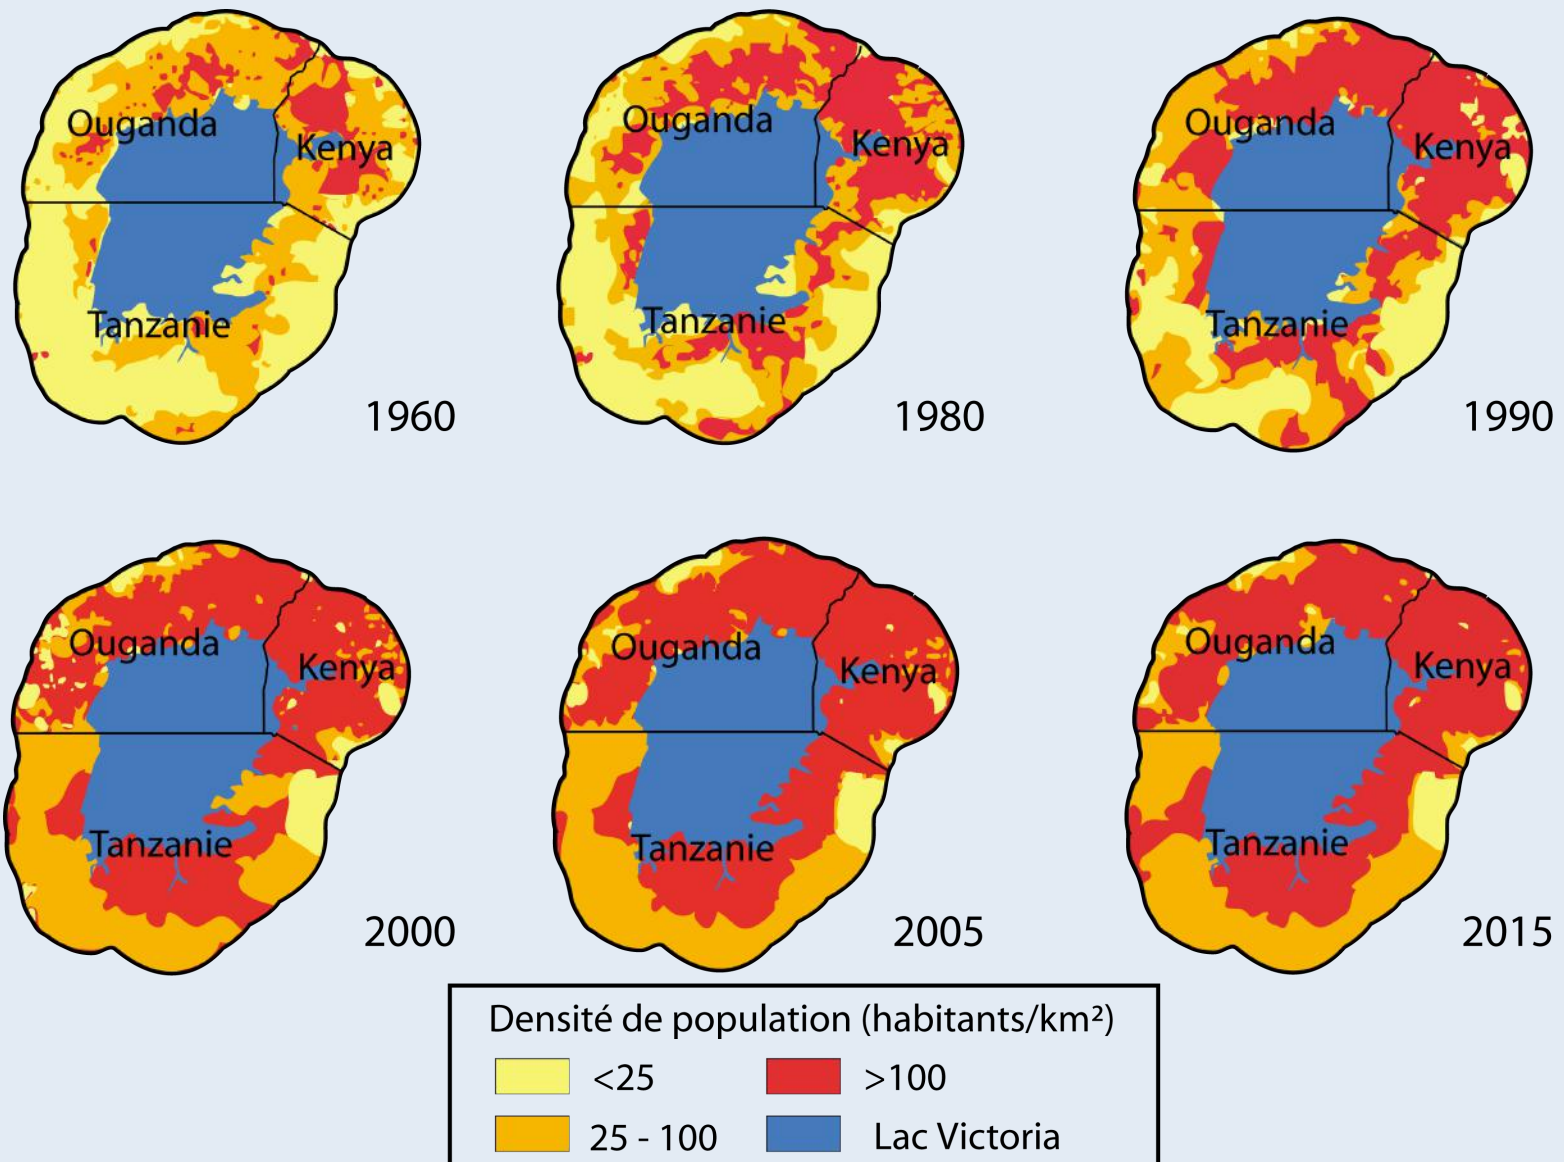 Ouganda
Kenya
Tanzanie
1960
Ouganda
Kenya
Tanzanie
1980
Ouganda
Kenya
Tanzanie
1990
Ouganda
Kenya
Tanzanie
2000
Ouganda
Kenya
Tanzanie
2005
Ouganda
Kenya
Tanzanie
2015
Densité de population (habitants/km²)
<25
>100
25 - 100
Lac Victoria